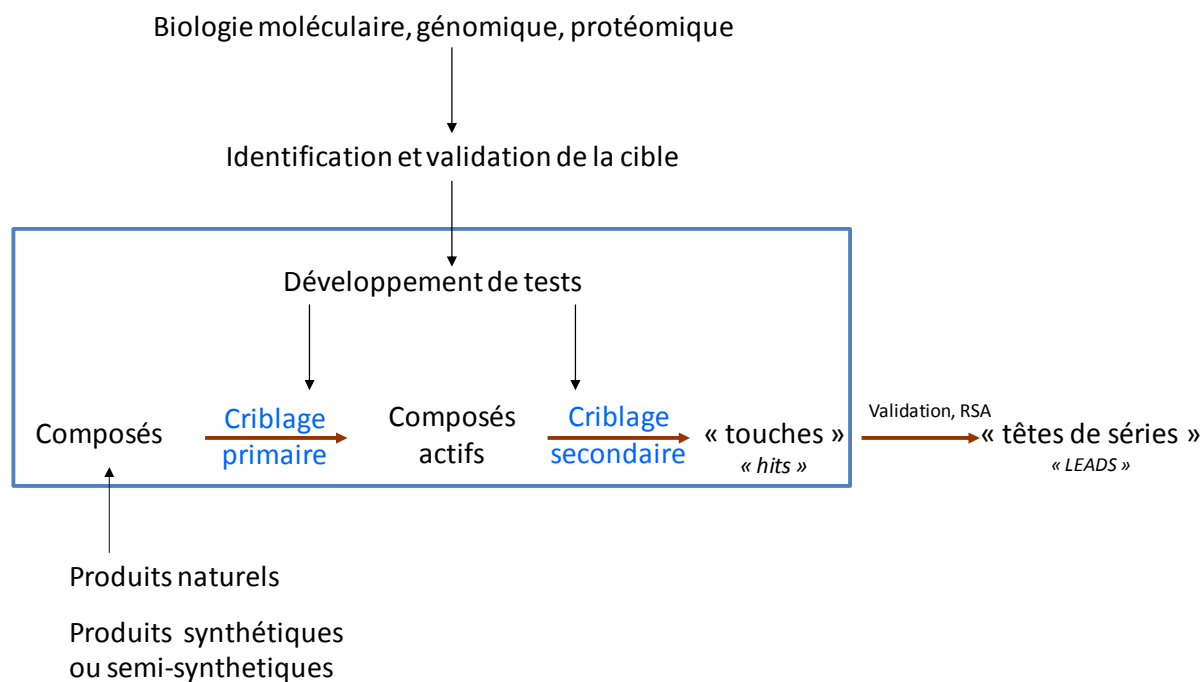 Biologie moléculaire, génomique, protéomique
Identification et validation de la cible
Développement de tests
Composés
Criblage
primaire
Composés
actifs
Criblage
secondaire
« touches »
« hits »
Validation, RSA
« têtes de séries »
« LEADS »
Produits naturels
Produits synthétiques
ou semi-synthetiques